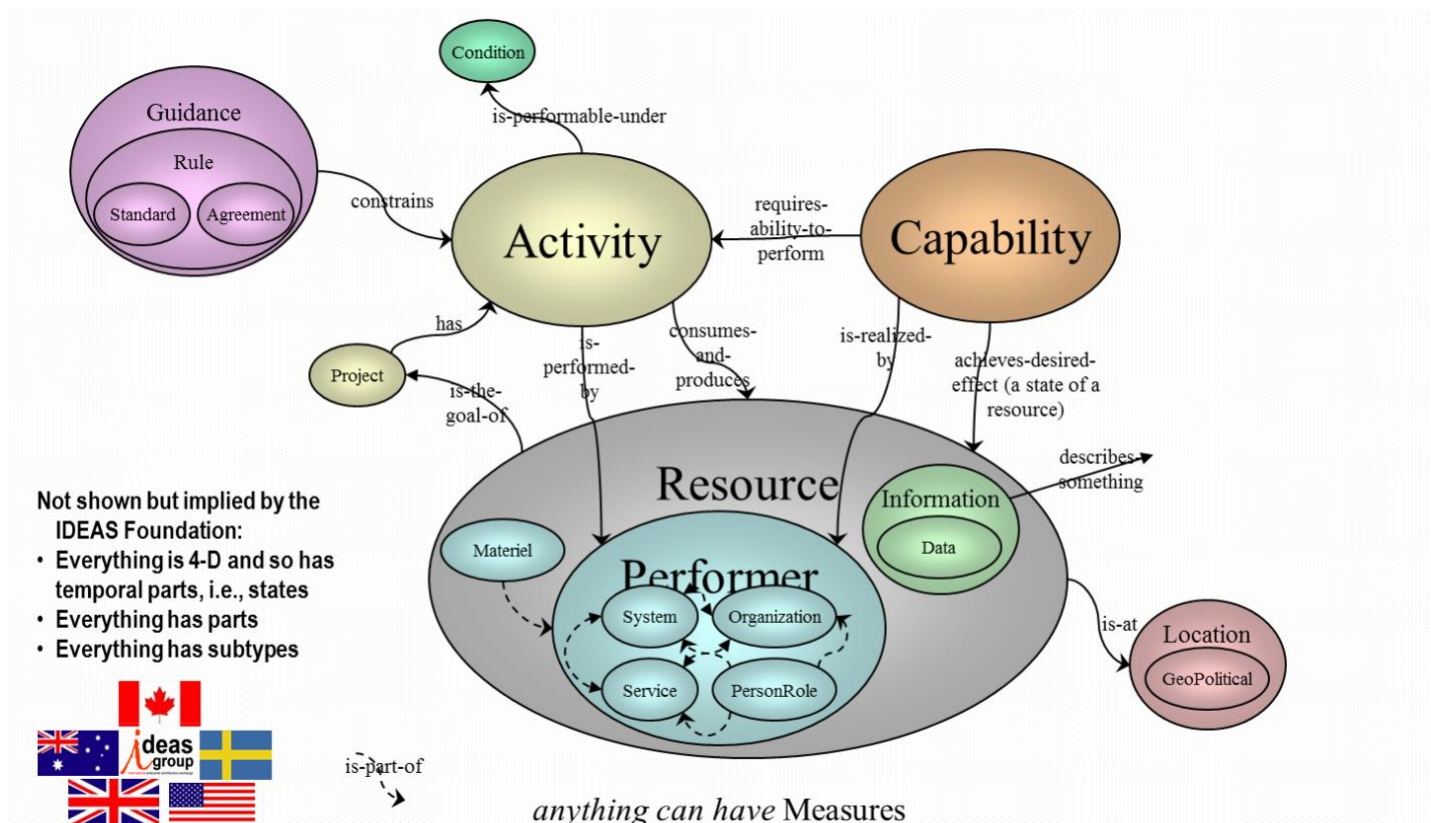 Condition
is-performable-under
Guidance
Rule
Standard
Agreement
constrains
Activity
requires-
ability-to-
perform
Capability
has
Project
is-the-
goal-of
is-
performed-
by
consumes-
and-
produces
is-realized-
by
achieves-desired-
effect (a state of a
resource)
describes-
something
Resource
Information
Data
Materiel
Performer
System
Organization
Service
PersonRole
is-at
Location
GeoPolitical
Not shown but implied by the
IDEAS Foundation:
• Everything is 4-D and so has
temporal parts, i.e., states
• Everything has parts
• Everything has subtypes
ideas
group
is-part-of
anything can have Measures